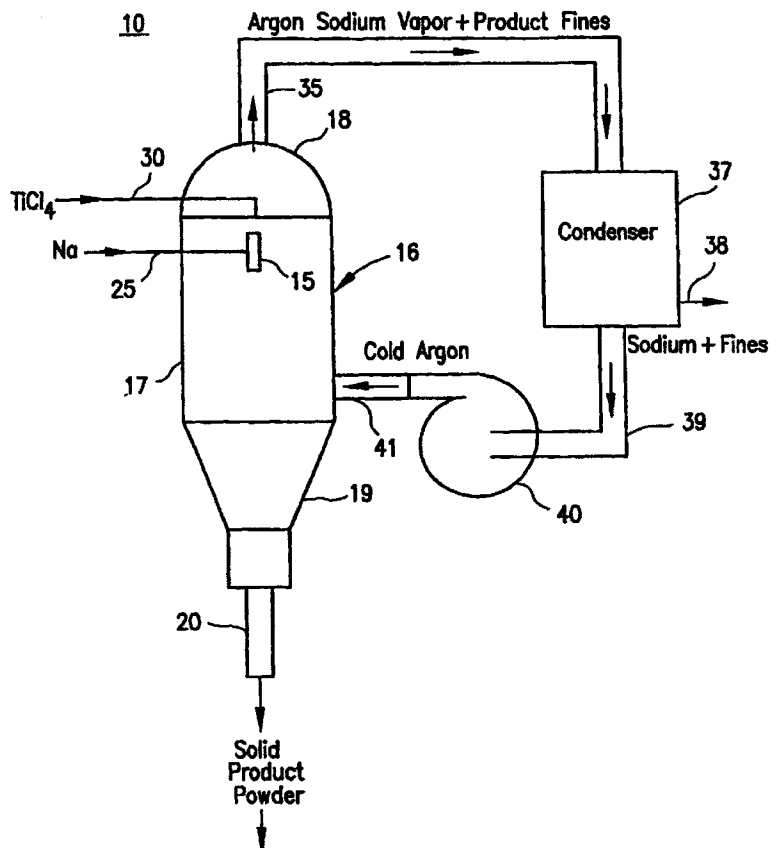 10
Argon Sodium Vapor+Product Fines
35
18
30
TiCl4
37
Condenser
Na
38
16
25
15
Sodium+Fines
Cold Argon
17
41
39
19
40
20
Solid
Product
Powder